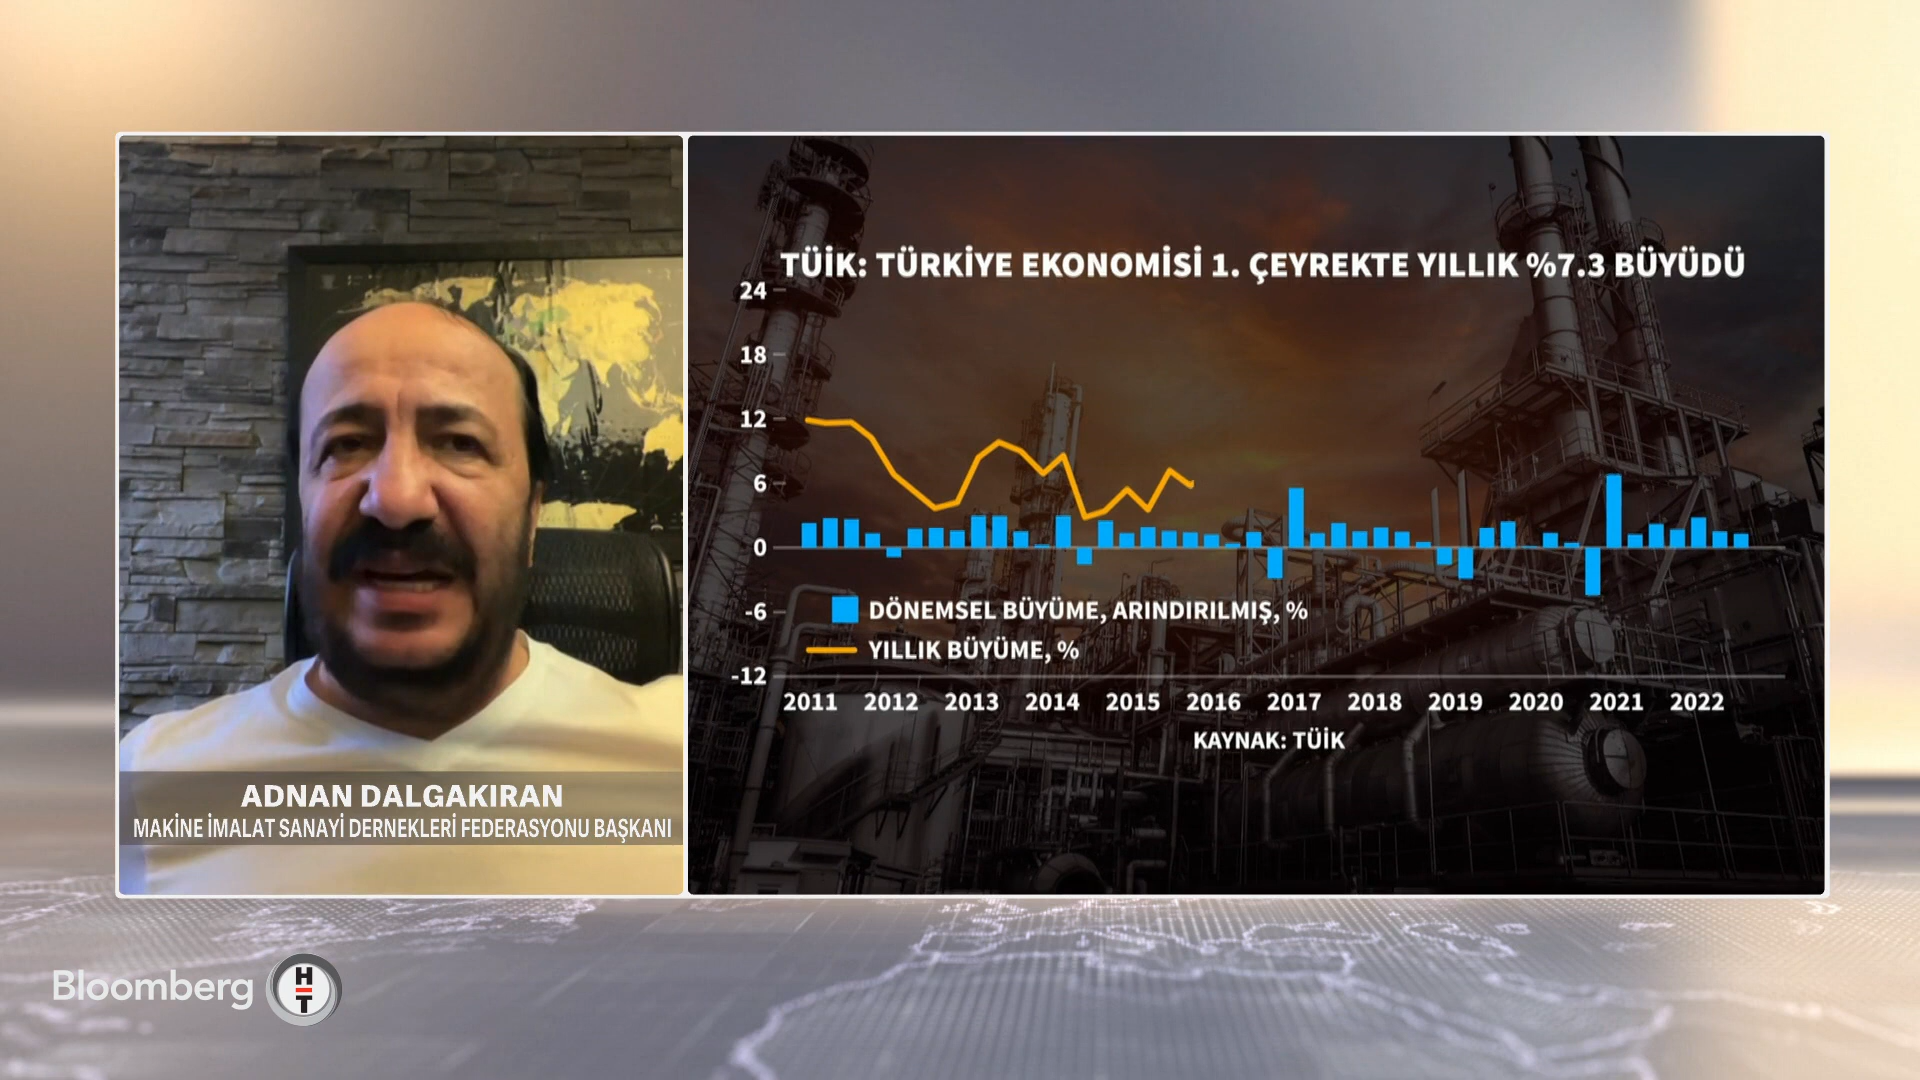 TÜİK: TÜRKİYE EKONOMİSİ 1. ÇEYREKTE YILLIK %7.3 BÜYÜDÜ
24
18
12
6
0
-6
-12
DÖNEMSEL BÜYÜME, ARINDIRILMIŞ, %
YILLIK BÜYÜME, %
2011 2012 2013 2014 2015 2016 2017 2018 2019 2020 2021 2022
KAYNAK: TÜİK
ADNAN DALGAKIRAN
MAKİNE İMALAT SANAYİ DERNEKLERİ FEDERASYONU BAŞKANI
Bloomberg HT